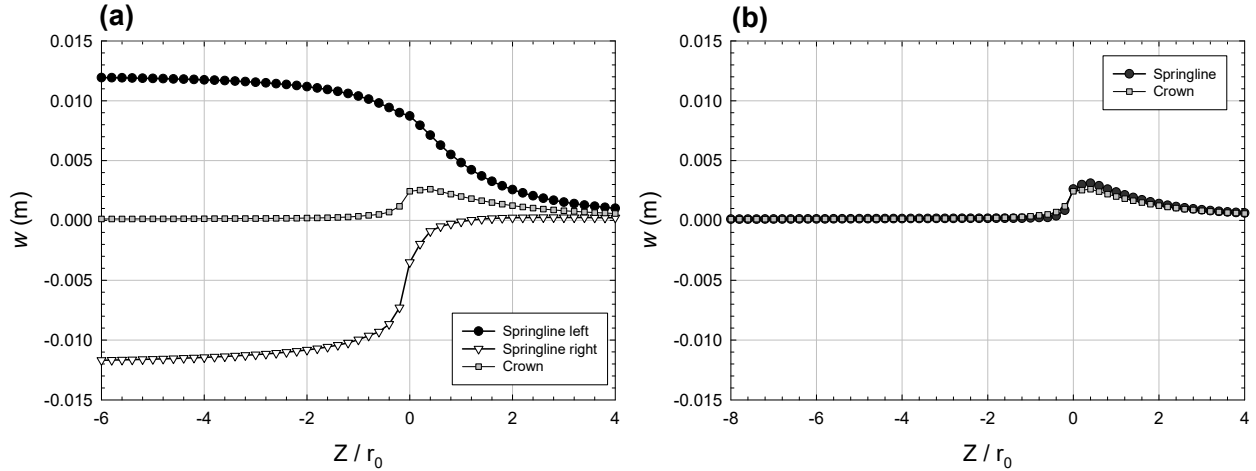 (a)
0.015
0.010
0.005
0.000
-0.005
-0.010
-0.015
w (m)
Springline left
Springline right
Crown
-6 -4 -2 0 2 4
Z / r0
(b)
0.015
0.010
0.005
0.000
-0.005
-0.010
-0.015
w (m)
Springline
Crown
-8 -6 -4 -2 0 2 4
Z / r0